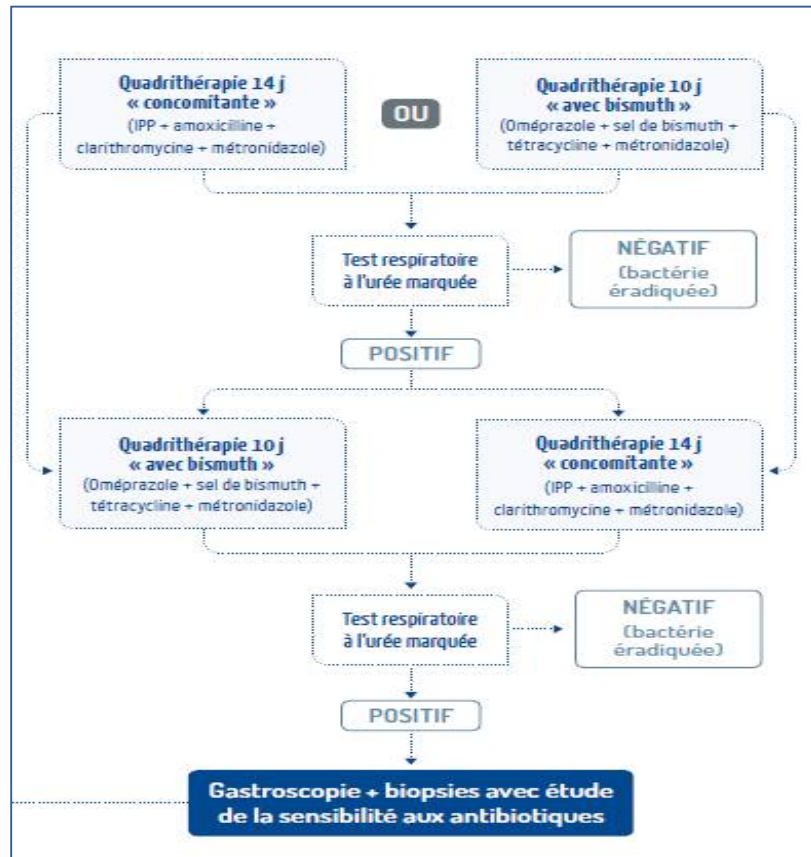 Quadrithérapie 14 j
« concomitante »
(IPP + amoxicilline +
clarithromycine + métronidazole)
OU
Quadrithérapie 10 j
« avec bismuth »
(Oméprazole + sel de bismuth +
tétracycline + métronidazole)
Test respiratoire
à l'urée marquée
NÉGATIF
(bactérie
éradiquée)
POSITIF
Quadrithérapie 10 j
« avec bismuth »
(Oméprazole + sel de bismuth +
tétracycline + métronidazole)
Quadrithérapie 14 j
« concomitante »
(IPP + amoxicilline +
clarithromycine + métronidazole)
Test respiratoire
à l'urée marquée
NÉGATIF
(bactérie
éradiquée)
POSITIF
Gastroscopie + biopsies avec étude
de la sensibilité aux antibiotiques